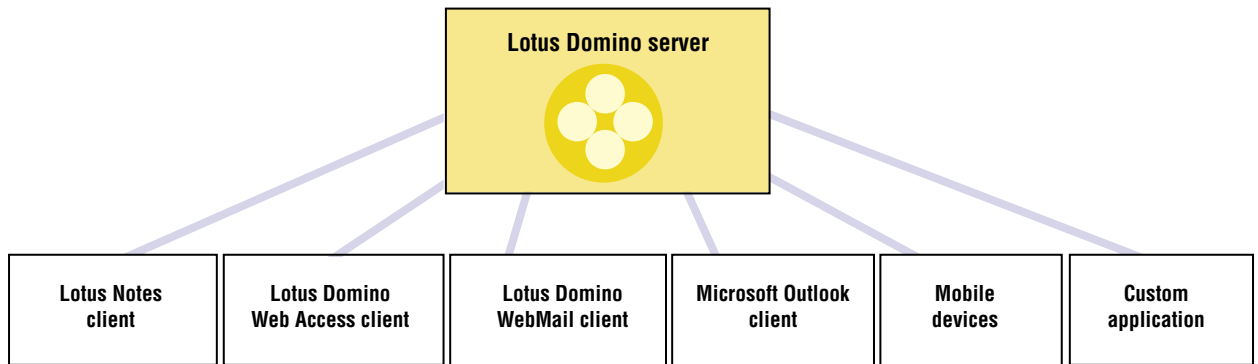 Lotus Domino server
Lotus Notes
client
Lotus Domino
Web Access client
Lotus Domino
WebMail client
Microsoft Outlook
client
Mobile
devices
Custom
application